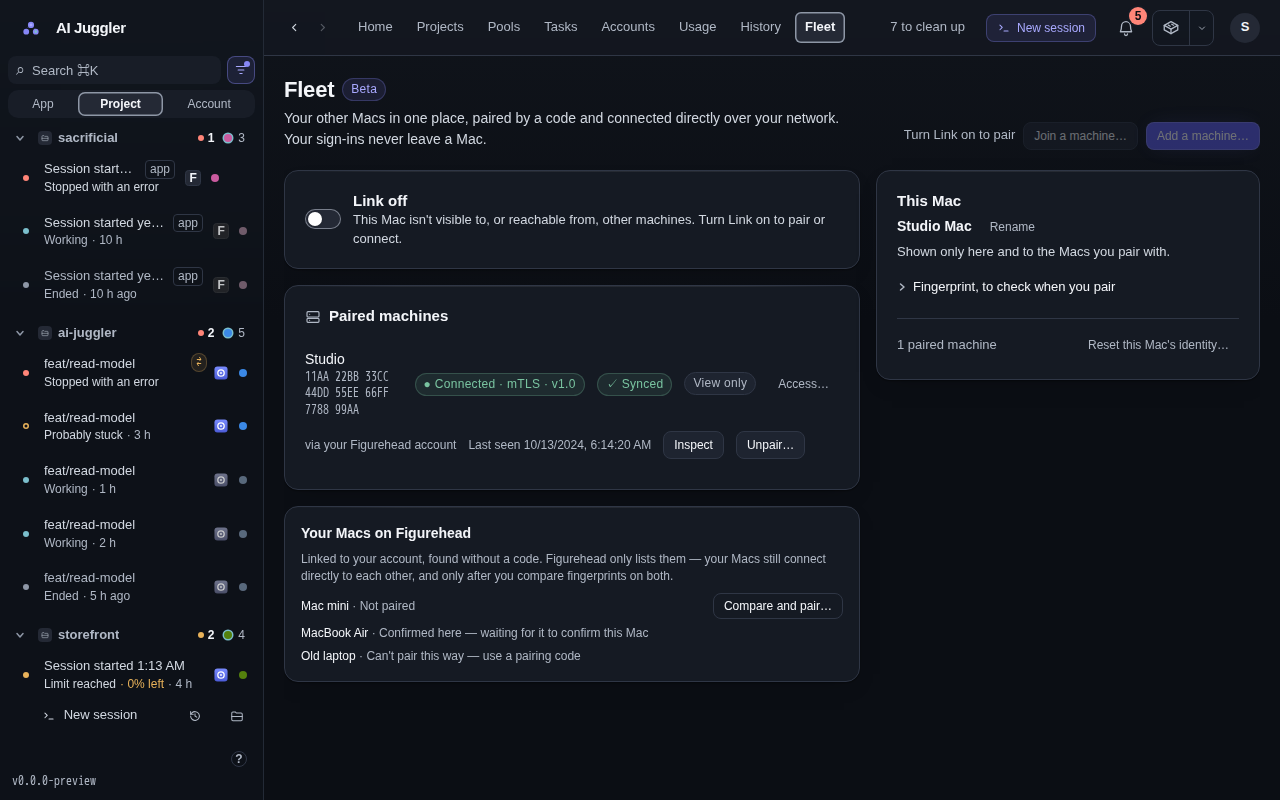 AI Juggler
Home Projects Pools Tasks Accounts Usage History Fleet
7 to clean up
New session
5
S
Search ⌘K
App Project Account
sacrificial 1 3
Session start… app F
Stopped with an error
Session started ye… app F
Working · 10 h
Session started ye… app F
Ended · 10 h ago
ai-juggler 2 5
feat/read-model
Stopped with an error
feat/read-model
Probably stuck · 3 h
feat/read-model
Working · 1 h
feat/read-model
Working · 2 h
feat/read-model
Ended · 5 h ago
storefront 2 4
Session started 1:13 AM
Limit reached · 0% left · 4 h
New session
?
v0.0.0-preview
Fleet Beta
Your other Macs in one place, paired by a code and connected directly over your network.
Your sign-ins never leave a Mac.
Turn Link on to pair Join a machine… Add a machine…
Link off
This Mac isn't visible to, or reachable from, other machines. Turn Link on to pair or
connect.
Paired machines
Studio
11AA 22BB 33CC
44DD 55EE 66FF
7788 99AA
● Connected · mTLS · v1.0 ✓ Synced View only Access…
via your Figurehead account Last seen 10/13/2024, 6:14:20 AM Inspect Unpair…
Your Macs on Figurehead
Linked to your account, found without a code. Figurehead only lists them — your Macs still connect
directly to each other, and only after you compare fingerprints on both.
Mac mini · Not paired Compare and pair…
MacBook Air · Confirmed here — waiting for it to confirm this Mac
Old laptop · Can't pair this way — use a pairing code
This Mac
Studio Mac Rename
Shown only here and to the Macs you pair with.
Fingerprint, to check when you pair
1 paired machine Reset this Mac's identity…